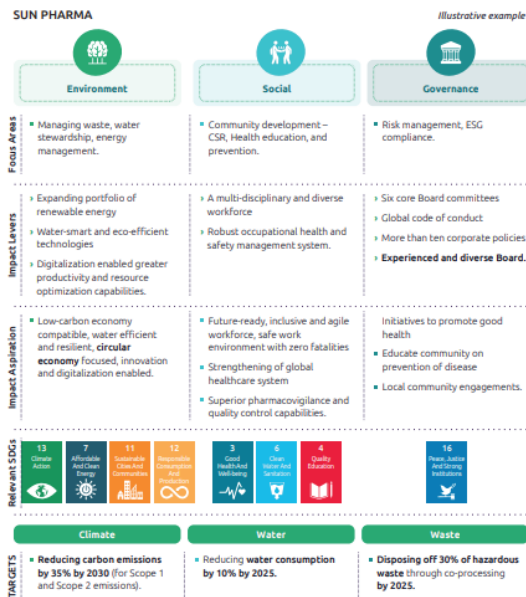 SUN PHARMA
Illustrative example
Environment
Social
Governance
Focus Areas
Managing waste, water
stewardship, energy
management.
Community development –
CSR, Health education, and
prevention.
Risk management, ESG
compliance.
Impact Levers
Expanding portfolio of
renewable energy
Water-smart and eco-efficient
technologies
Digitalization enabled greater
productivity and resource
optimization capabilities.
A multi-disciplinary and diverse
workforce
Robust occupational health and
safety management system.
Six core Board committees
Global code of conduct
More than ten corporate policies
Experienced and diverse Board.
Impact Aspiration
Low-carbon economy
compatible, water efficient
and resilient, circular
economy focused, innovation
and digitalization enabled.
Future-ready, inclusive and agile
workforce, safe work
environment with zero fatalities
Strengthening of global
healthcare system
Superior pharmacovigilance and
quality control capabilities.
Initiatives to promote good
health
Educate community on
prevention of disease
Local community engagements.
Relevant SDGs
13
Climate
Action
7
Affordable
And Clean
Energy
11
Sustainable
Cities And
Communities
12
Responsible
Consumption
And
Production
3
Good
Health And
Well-being
6
Clean
Water And
Sanitation
4
Quality
Education
16
Peace, Justice
And Strong
Institutions
TARGETS
Climate
Water
Waste
Reducing carbon emissions
by 35% by 2030 (for Scope 1
and Scope 2 emissions).
Reducing water consumption
by 10% by 2025.
Disposing off 30% of hazardous
waste through co-processing
by 2025.